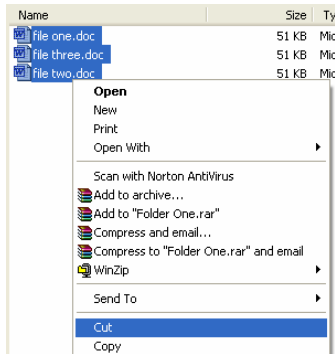 Name Size Ty
file one.doc 51 KB Mic
file three.doc 51 KB Mic
file two.doc 51 KB Mic
Open
New
Print
Open With
Scan with Norton AntiVirus
Add to archive...
Add to "Folder One.rar"
Compress and email...
Compress to "Folder One.rar" and email
WinZip
Send To
Cut
Copy